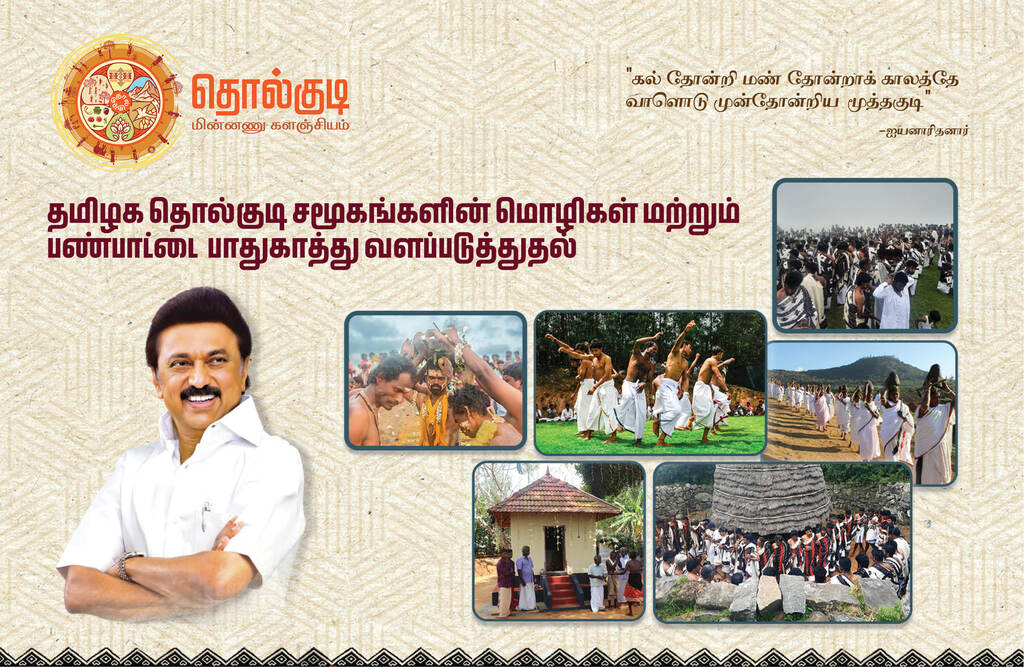 தொல்குடி
மின்னணு களஞ்சியம்
"கல் தோன்றி மண் தோன்றாக் காலத்தே
வாளொடு முன்தோன்றிய மூத்தகுடி"
-ஐயனாரிதனார்
தமிழக தொல்குடி சமூகங்களின் மொழிகள் மற்றும்
பண்பாட்டை பாதுகாத்து வளப்படுத்துதல்